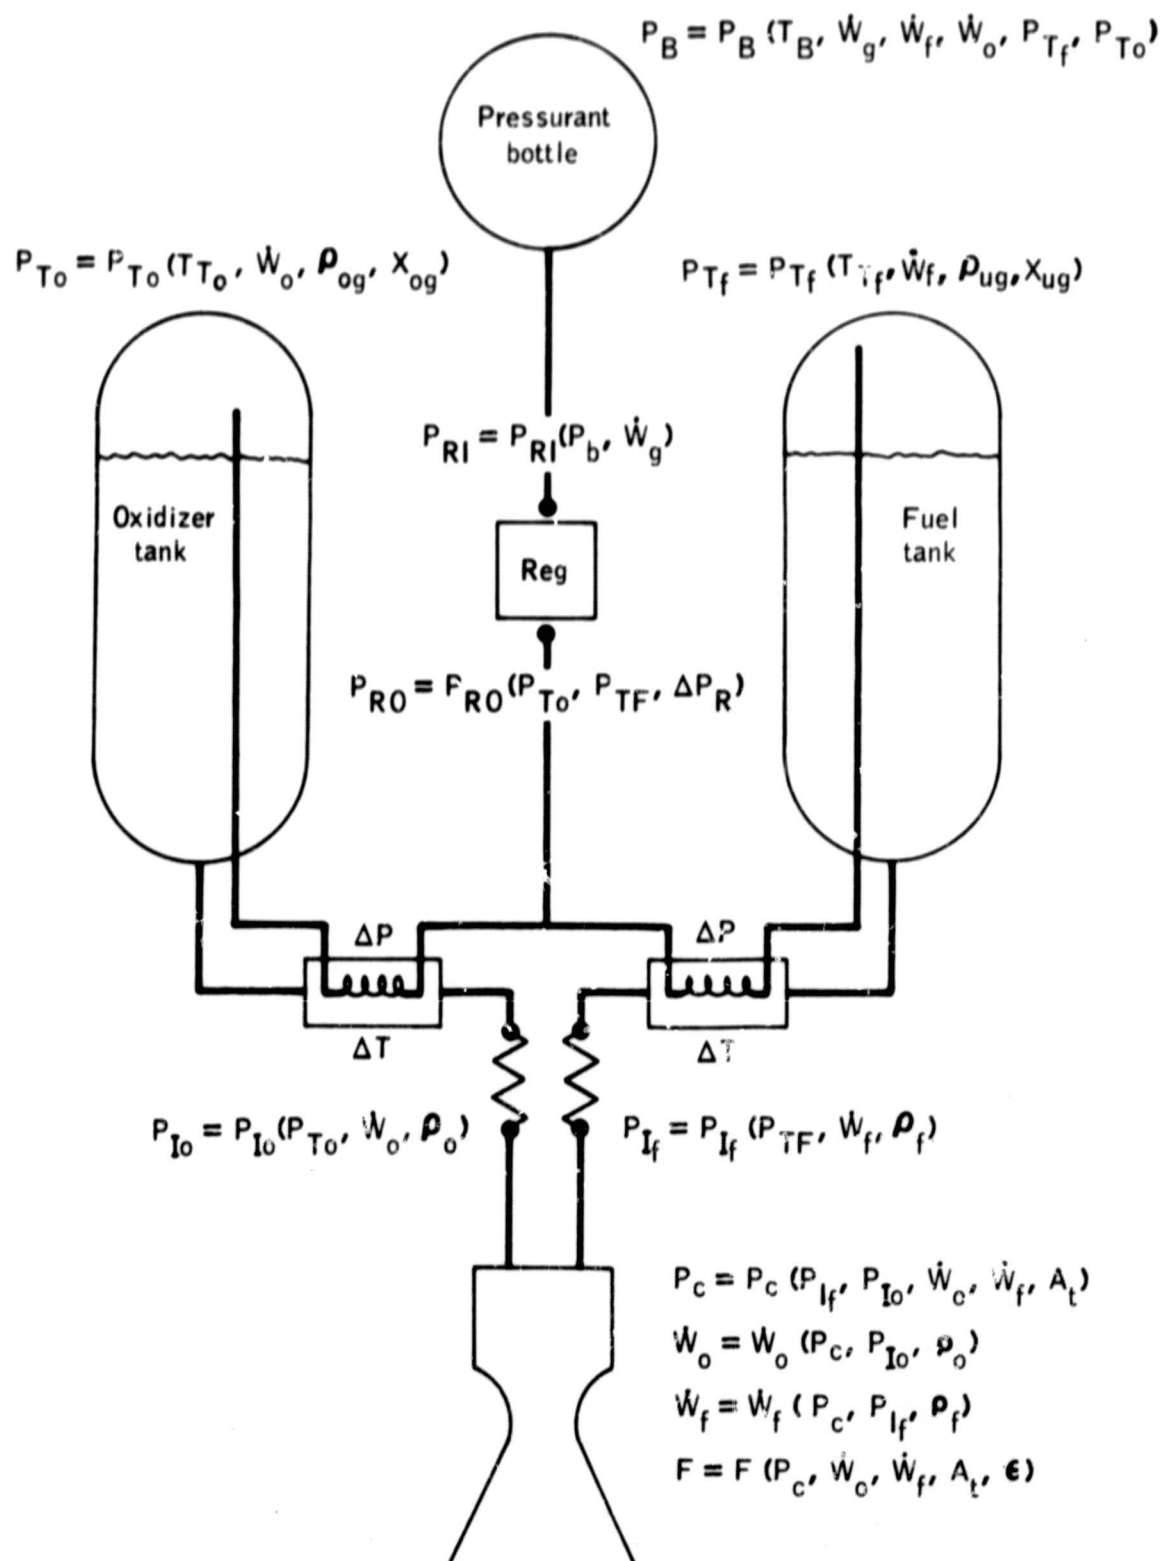 P_B = P_B (T_B, Ẇ_g, Ẇ_f, Ẇ_o, P_Tf, P_To)
Pressurant
bottle
P_To = P_To (T_To, Ẇ_o, ρ_og, X_og)
P_Tf = P_Tf (T_Tf, Ẇ_f, ρ_ug, X_ug)
P_RI = P_RI (P_b, Ẇ_g)
Oxidizer
tank
Fuel
tank
Reg
P_RO = P_RO (P_To, P_TF, ΔP_R)
ΔP
ΔP
ΔT
ΔT
P_Io = P_Io (P_To, Ẇ_o, ρ_o)
P_If = P_If (P_TF, Ẇ_f, ρ_f)
P_c = P_c (P_If, P_Io, Ẇ_o, Ẇ_f, A_t)
Ẇ_o = Ẇ_o (P_c, P_Io, ρ_o)
Ẇ_f = Ẇ_f (P_c, P_If, ρ_f)
F = F (P_c, Ẇ_o, Ẇ_f, A_t, ϵ)